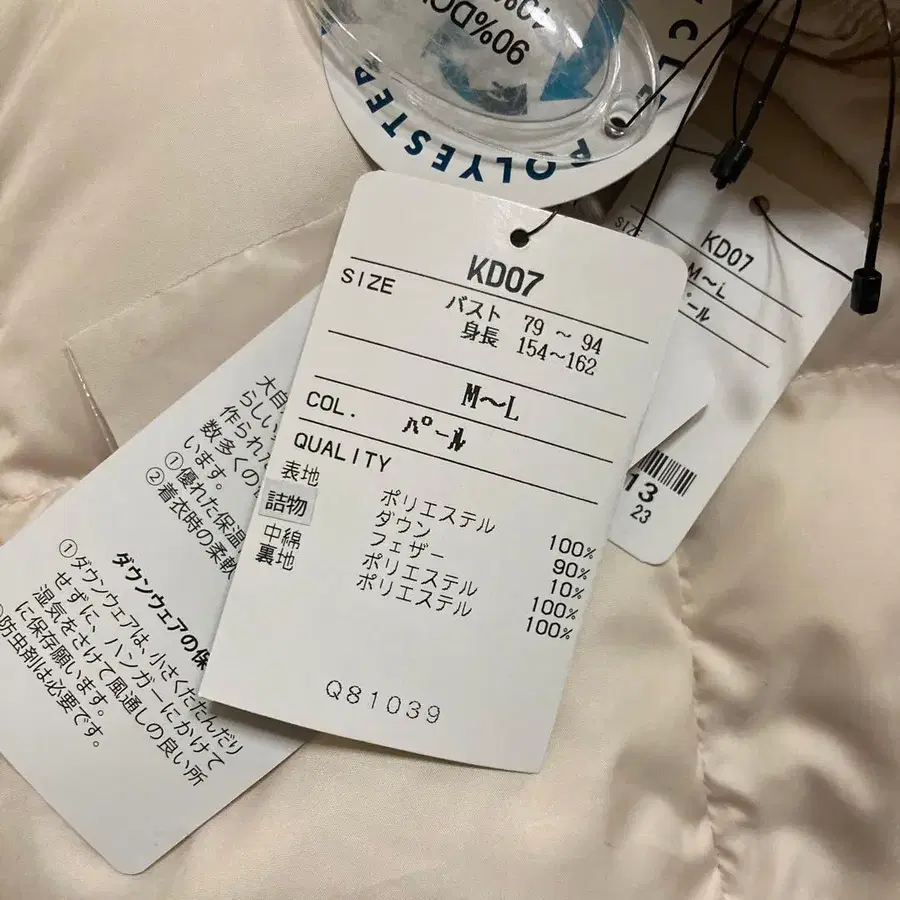 90%DOW
POLYESTER
KD07
SIZE バスト 79 ～ 94
身長 154～162
M～L
COL. パール
QUALITY
表地 ポリエステル 100%
詰物 ダウン 90%
フェザー 10%
中綿 ポリエステル 100%
裏地 ポリエステル 100%
Q81039
KD07
M～L
13
23
大自
らしい
作られ
数多くの
います。
①優れた保温
②着衣時の柔軟
ダウンウェアの保
①ダウンウェアは、小さくたたんだり
せずに、ハンガーにかけて
湿気をさけて風通しの良い所
に保存願います。
防虫剤は必要です。